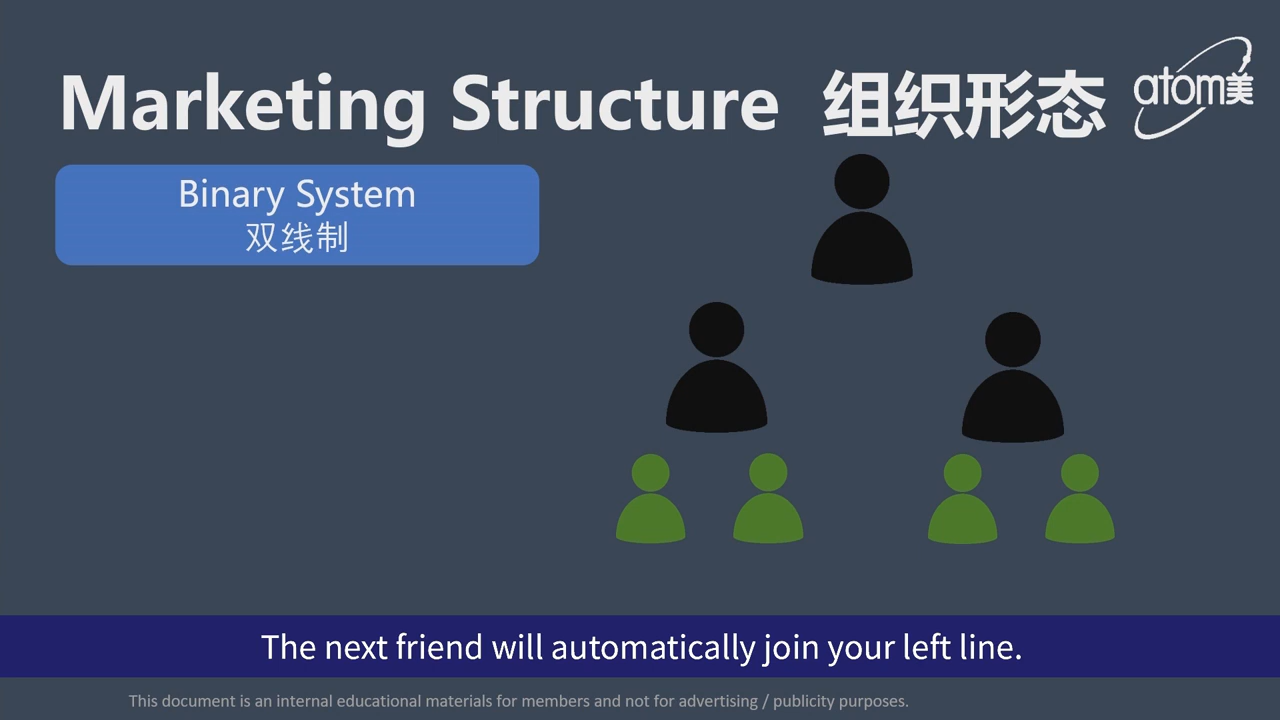 Marketing Structure 组织形态
atom美
Binary System
双线制
The next friend will automatically join your left line.
This document is an internal educational materials for members and not for advertising / publicity purposes.